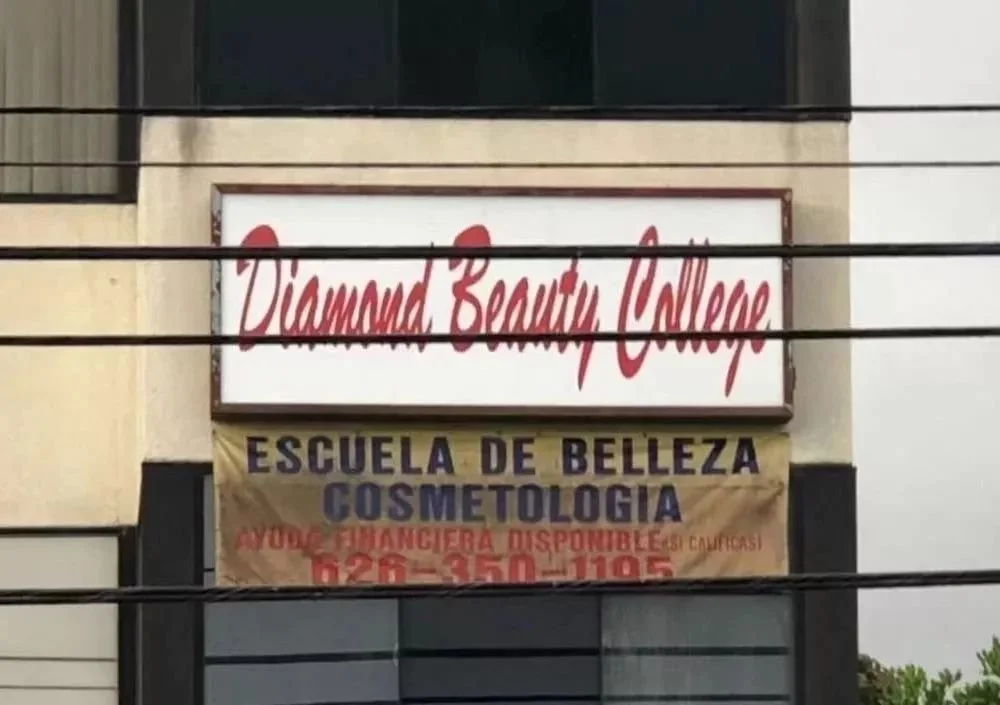 Diamond Beauty College
ESCUELA DE BELLEZA
COSMETOLOGIA
AYUDA FINANCIERA DISPONIBLE (SI CALIFICAS)
626-350-1195